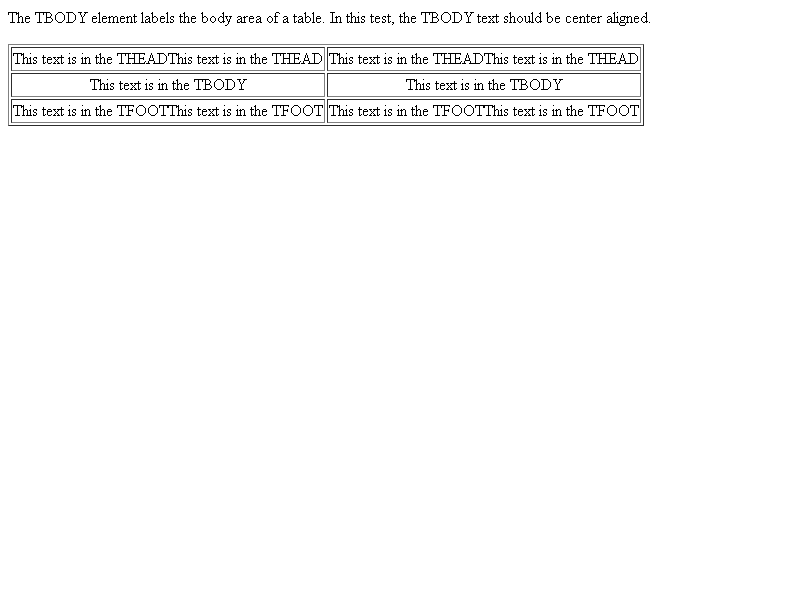 The TBODY element labels the body area of a table. In this test, the TBODY text should be center aligned.
This text is in the THEADThis text is in the THEAD This text is in the THEADThis text is in the THEAD
This text is in the TBODY This text is in the TBODY
This text is in the TFOOTThis text is in the TFOOT This text is in the TFOOTThis text is in the TFOOT